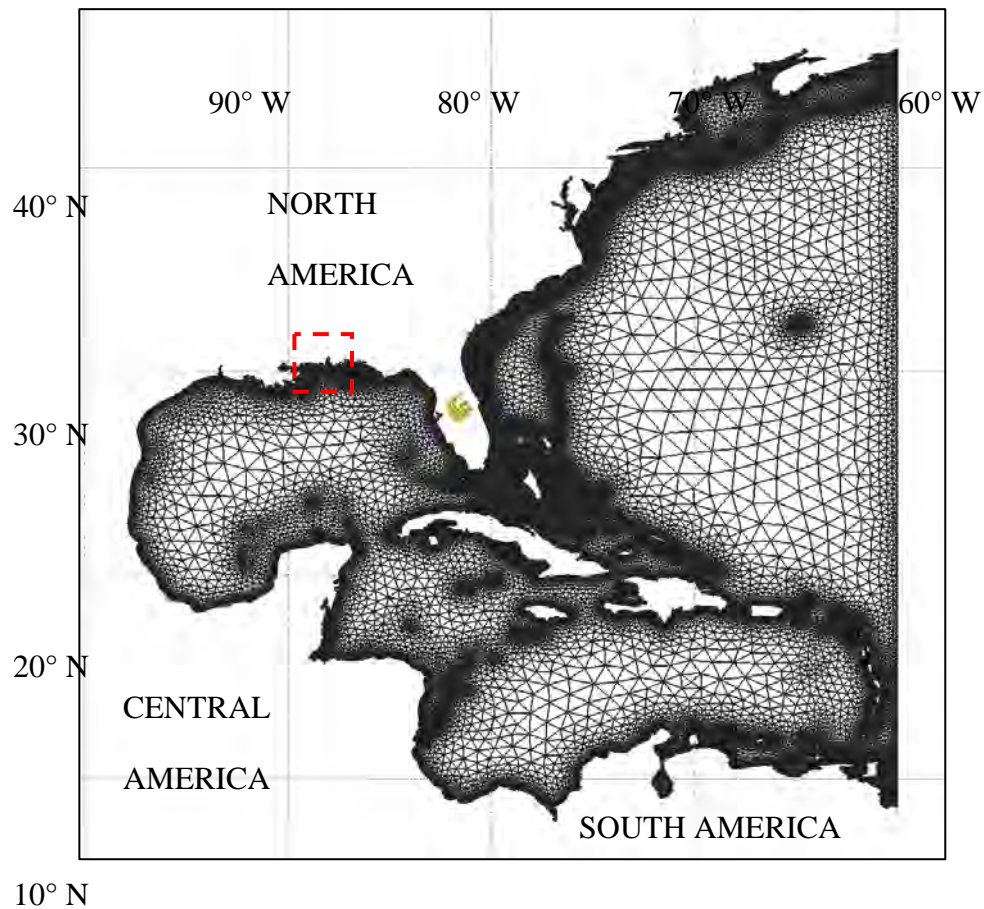 90° W 80° W 70° W 60° W
40° N
NORTH
AMERICA
30° N
20° N
CENTRAL
AMERICA
SOUTH AMERICA
10° N